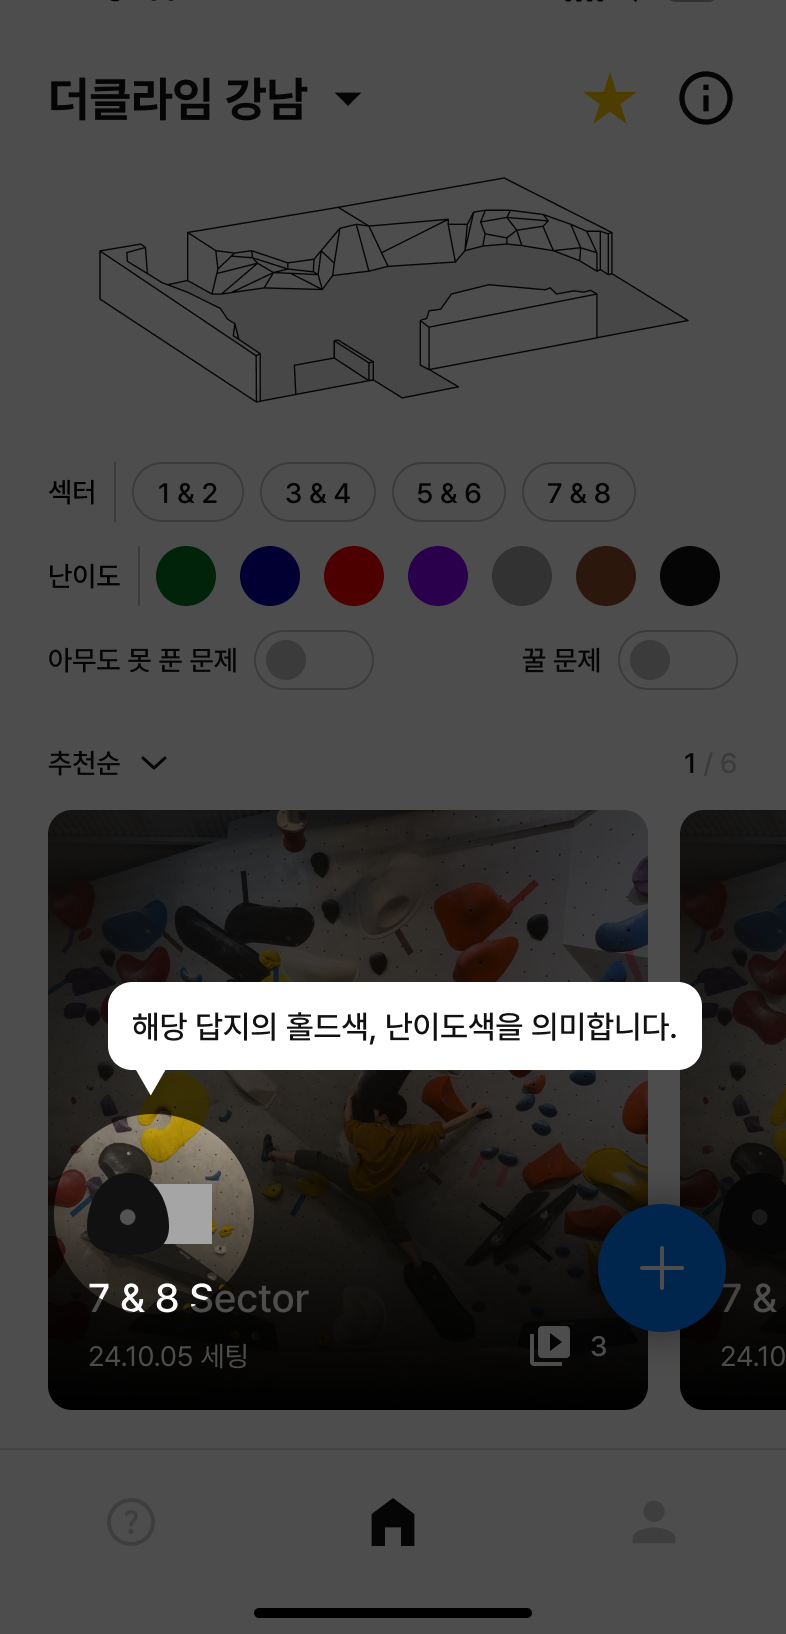 더클라임 강남
섹터
1 & 2
3 & 4
5 & 6
7 & 8
난이도
아무도 못 푼 문제
꿀 문제
추천순
1 / 6
해당 답지의 홀드색, 난이도색을 의미합니다.
7 & 8 Sector
24.10.05 세팅
3
7 &
24.10
?